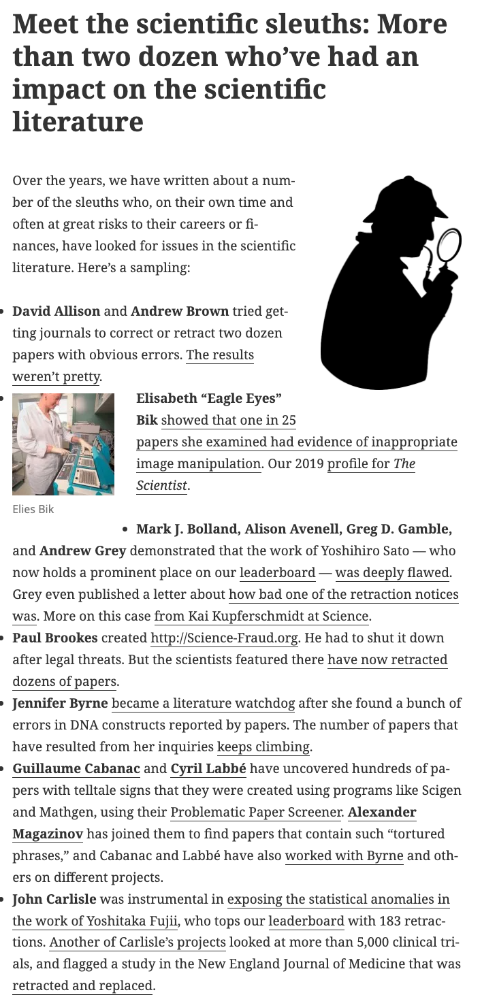 Meet the scientific sleuths: More
than two dozen who’ve had an
impact on the scientific
literature
Over the years, we have written about a num-
ber of the sleuths who, on their own time and
often at great risks to their careers or fi-
nances, have looked for issues in the scientific
literature. Here’s a sampling:
• David Allison and Andrew Brown tried get-
ting journals to correct or retract two dozen
papers with obvious errors. The results
weren’t pretty.
• Elisabeth “Eagle Eyes”
Bik showed that one in 25
papers she examined had evidence of inappropriate
image manipulation. Our 2019 profile for The
Scientist.
Elies Bik
• Mark J. Bolland, Alison Avenell, Greg D. Gamble,
and Andrew Grey demonstrated that the work of Yoshihiro Sato — who
now holds a prominent place on our leaderboard — was deeply flawed.
Grey even published a letter about how bad one of the retraction notices
was. More on this case from Kai Kupferschmidt at Science.
• Paul Brookes created http://Science-Fraud.org. He had to shut it down
after legal threats. But the scientists featured there have now retracted
dozens of papers.
• Jennifer Byrne became a literature watchdog after she found a bunch of
errors in DNA constructs reported by papers. The number of papers that
have resulted from her inquiries keeps climbing.
• Guillaume Cabanac and Cyril Labbé have uncovered hundreds of pa-
pers with telltale signs that they were created using programs like Scigen
and Mathgen, using their Problematic Paper Screener. Alexander
Magazinov has joined them to find papers that contain such “tortured
phrases,” and Cabanac and Labbé have also worked with Byrne and oth-
ers on different projects.
• John Carlisle was instrumental in exposing the statistical anomalies in
the work of Yoshitaka Fujii, who tops our leaderboard with 183 retrac-
tions. Another of Carlisle’s projects looked at more than 5,000 clinical tri-
als, and flagged a study in the New England Journal of Medicine that was
retracted and replaced.